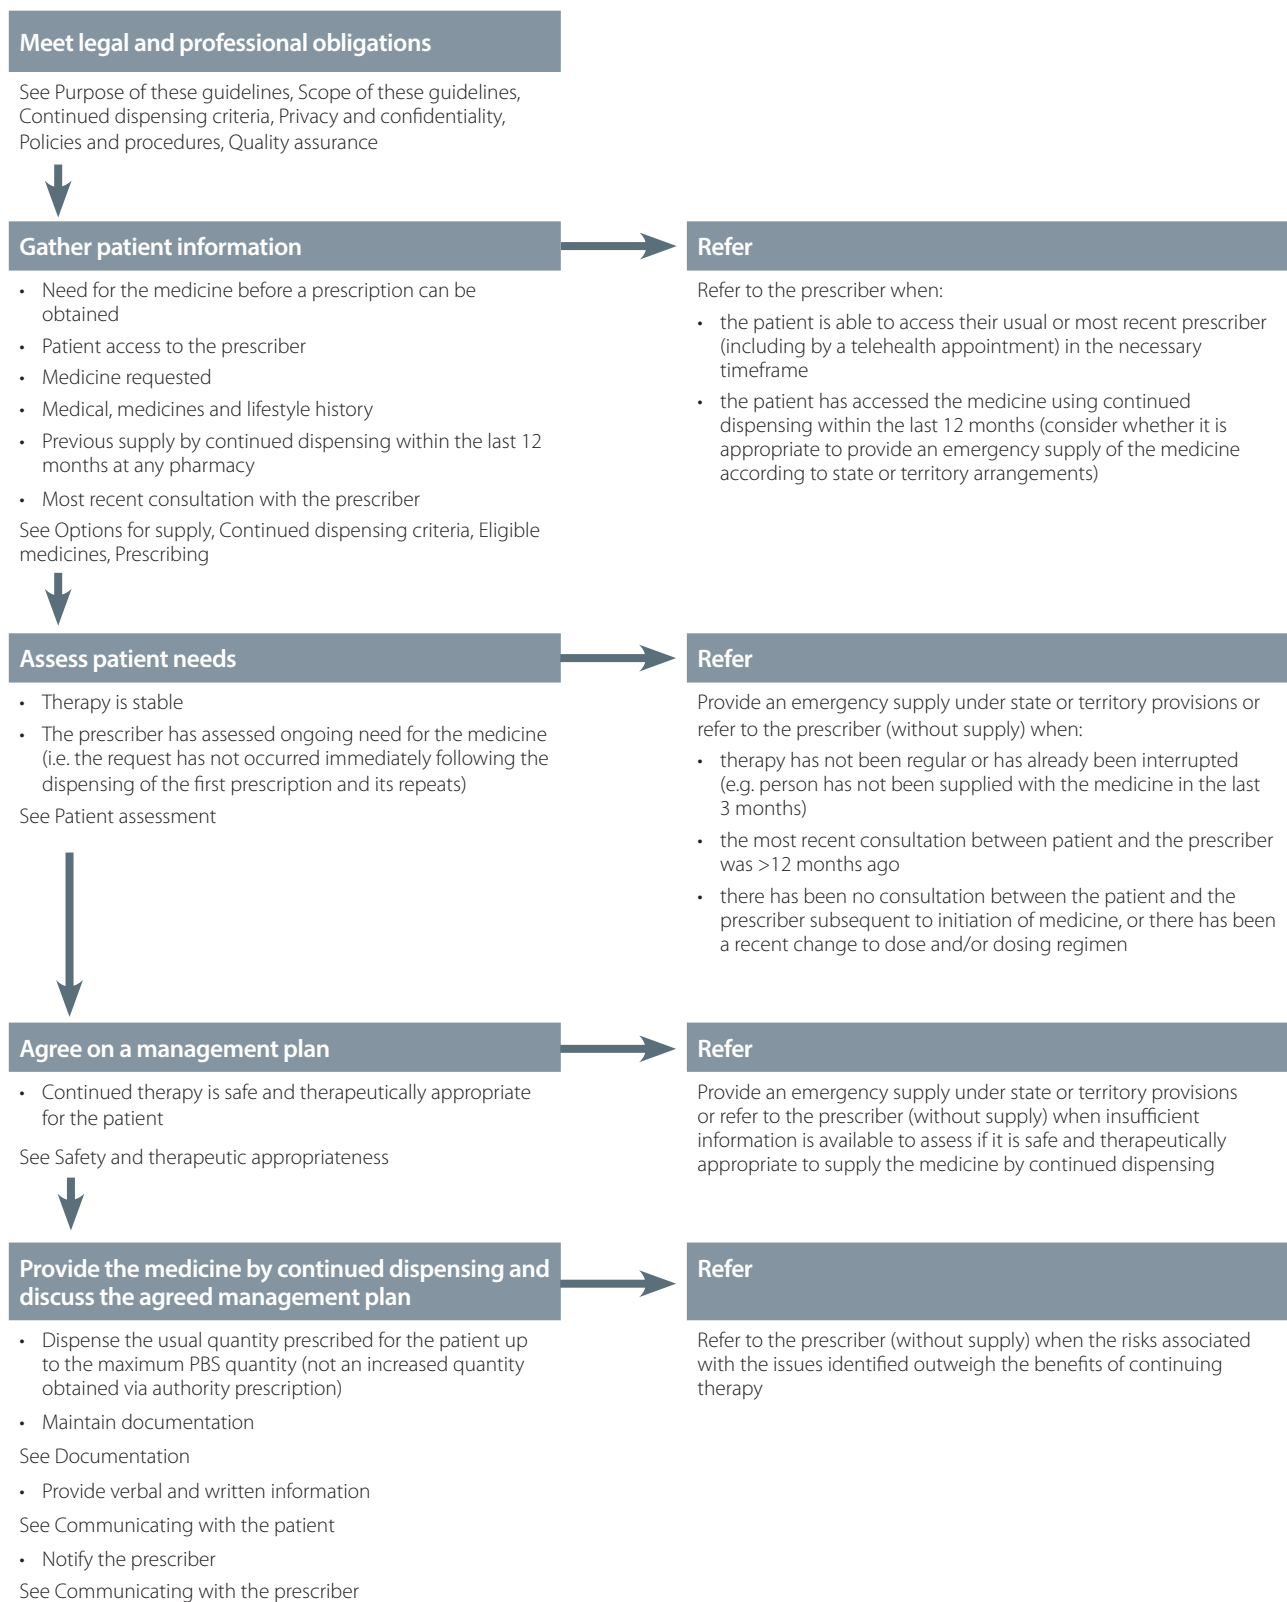 Meet legal and professional obligations
See Purpose of these guidelines, Scope of these guidelines,
Continued dispensing criteria, Privacy and confidentiality,
Policies and procedures, Quality assurance
Gather patient information
• Need for the medicine before a prescription can be
obtained
• Patient access to the prescriber
• Medicine requested
• Medical, medicines and lifestyle history
• Previous supply by continued dispensing within the last 12
months at any pharmacy
• Most recent consultation with the prescriber
See Options for supply, Continued dispensing criteria, Eligible
medicines, Prescribing
Refer
Refer to the prescriber when:
• the patient is able to access their usual or most recent prescriber
(including by a telehealth appointment) in the necessary
timeframe
• the patient has accessed the medicine using continued
dispensing within the last 12 months (consider whether it is
appropriate to provide an emergency supply of the medicine
according to state or territory arrangements)
Assess patient needs
• Therapy is stable
• The prescriber has assessed ongoing need for the medicine
(i.e. the request has not occurred immediately following the
dispensing of the first prescription and its repeats)
See Patient assessment
Refer
Provide an emergency supply under state or territory provisions or
refer to the prescriber (without supply) when:
• therapy has not been regular or has already been interrupted
(e.g. person has not been supplied with the medicine in the last
3 months)
• the most recent consultation between patient and the prescriber
was >12 months ago
• there has been no consultation between the patient and the
prescriber subsequent to initiation of medicine, or there has been
a recent change to dose and/or dosing regimen
Agree on a management plan
• Continued therapy is safe and therapeutically appropriate
for the patient
See Safety and therapeutic appropriateness
Refer
Provide an emergency supply under state or territory provisions
or refer to the prescriber (without supply) when insufficient
information is available to assess if it is safe and therapeutically
appropriate to supply the medicine by continued dispensing
Provide the medicine by continued dispensing and
discuss the agreed management plan
• Dispense the usual quantity prescribed for the patient up
to the maximum PBS quantity (not an increased quantity
obtained via authority prescription)
• Maintain documentation
See Documentation
• Provide verbal and written information
See Communicating with the patient
• Notify the prescriber
See Communicating with the prescriber
Refer
Refer to the prescriber (without supply) when the risks associated
with the issues identified outweigh the benefits of continuing
therapy